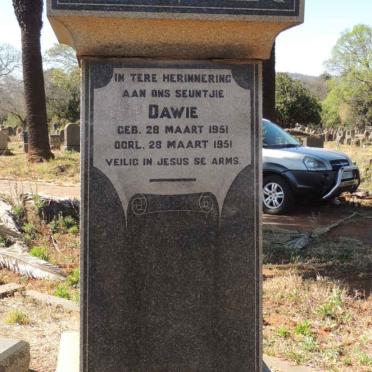 IN TERE HERINNERING
AAN ONS SEUNTJIE
DAWIE
GEB. 28 MAART 1951
OORL. 28 MAART 1951
VEILIG IN JESUS SE ARMS.